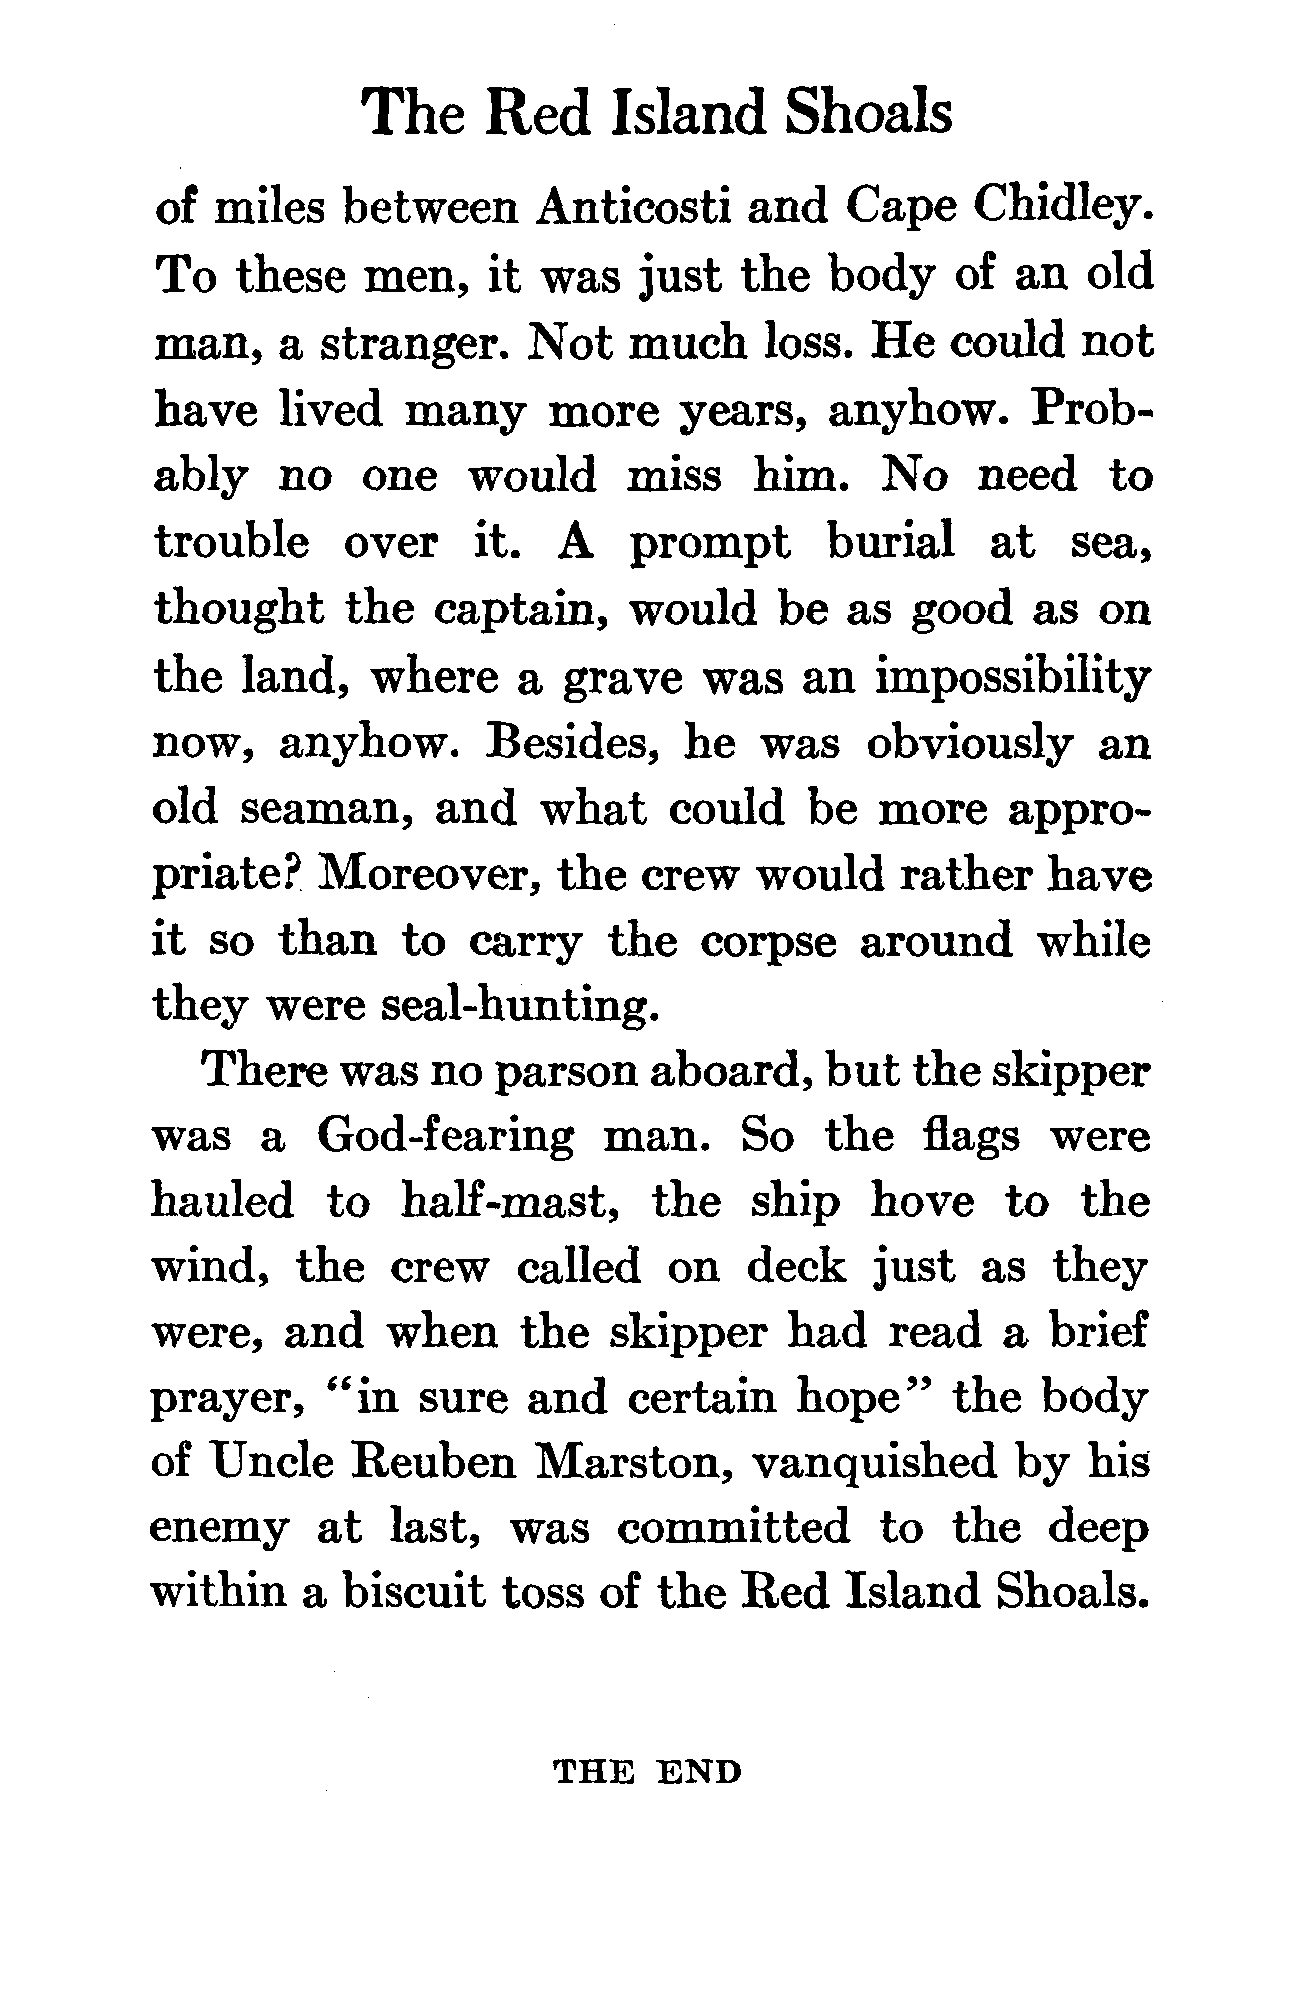 The Red Island Shoals
of miles between Anticosti and Cape Chidley.
To these men, it was just the body of an old
man, a stranger. Not much loss. He could not
have lived many more years, anyhow. Prob-
ably no one would miss him. No need to
trouble over it. A prompt burial at sea,
thought the captain, would be as good as on
the land, where a grave was an impossibility
now, anyhow. Besides, he was obviously an
old seaman, and what could be more appro-
priate? Moreover, the crew would rather have
it so than to carry the corpse around while
they were seal-hunting.
There was no parson aboard, but the skipper
was a God-fearing man. So the flags were
hauled to half-mast, the ship hove to the
wind, the crew called on deck just as they
were, and when the skipper had read a brief
prayer, “in sure and certain hope” the body
of Uncle Reuben Marston, vanquished by his
enemy at last, was committed to the deep
within a biscuit toss of the Red Island Shoals.
THE END